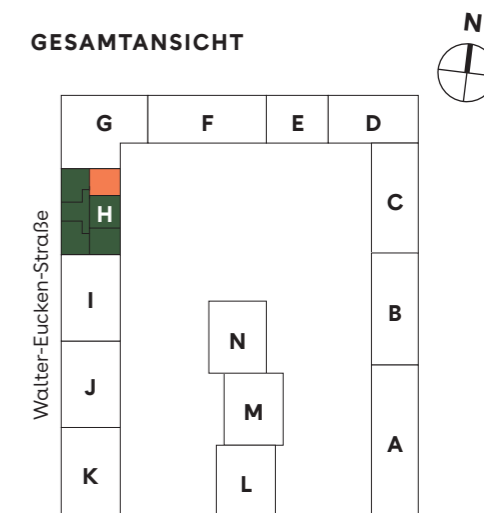 N
GESAMTANSICHT
G F E D
C
H
Walter-Eucken-Straße
I
B
N
J
M
A
K
L